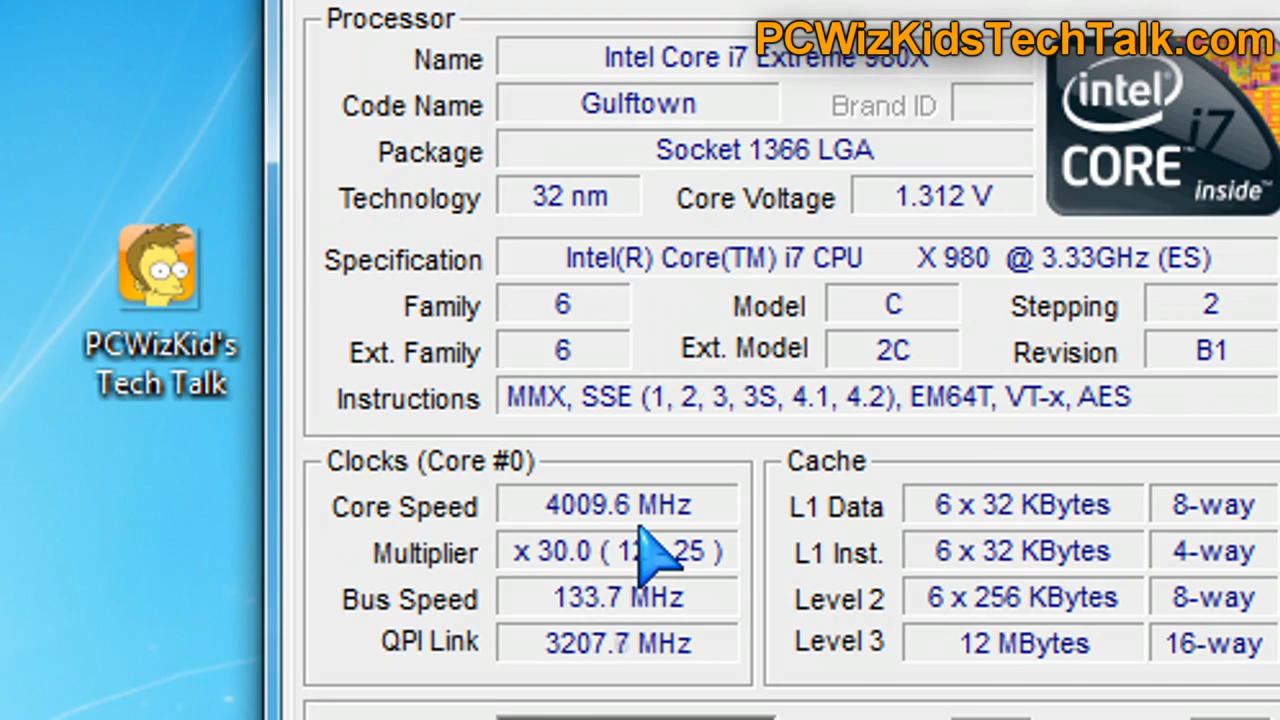 PCWizKidsTechTalk.com
Processor
Name Intel Core i7 Extreme 980X
Code Name Gulftown Brand ID
Package Socket 1366 LGA
Technology 32 nm Core Voltage 1.312 V
intel
i7
CORE™
inside™
Specification Intel(R) Core(TM) i7 CPU X 980 @ 3.33GHz (ES)
Family 6 Model C Stepping 2
Ext. Family 6 Ext. Model 2C Revision B1
Instructions MMX, SSE (1, 2, 3, 3S, 4.1, 4.2), EM64T, VT-x, AES
PCWizKid's
Tech Talk
Clocks (Core #0)
Core Speed 4009.6 MHz
Multiplier x 30.0 ( 12 - 25 )
Bus Speed 133.7 MHz
QPI Link 3207.7 MHz
Cache
L1 Data 6 x 32 KBytes 8-way
L1 Inst. 6 x 32 KBytes 4-way
Level 2 6 x 256 KBytes 8-way
Level 3 12 MBytes 16-way